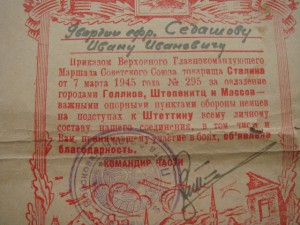 Гвардии ефр. Седашову
Ивану Ивановичу
Приказом Верховного Главнокомандующего
Маршала Советского Союза товарища Сталина
от 7 марта 1945 года № 295 за овладение
городами Голлнов, Штепенитц и Массов—
важными опорными пунктами обороны немцев
на подступах к Штеттину всему личному
составу нашего соединения, в том числе и
Вам, принимающему участие в боях, объявлена
благодарность.
КОМАНДИР ЧАСТИ